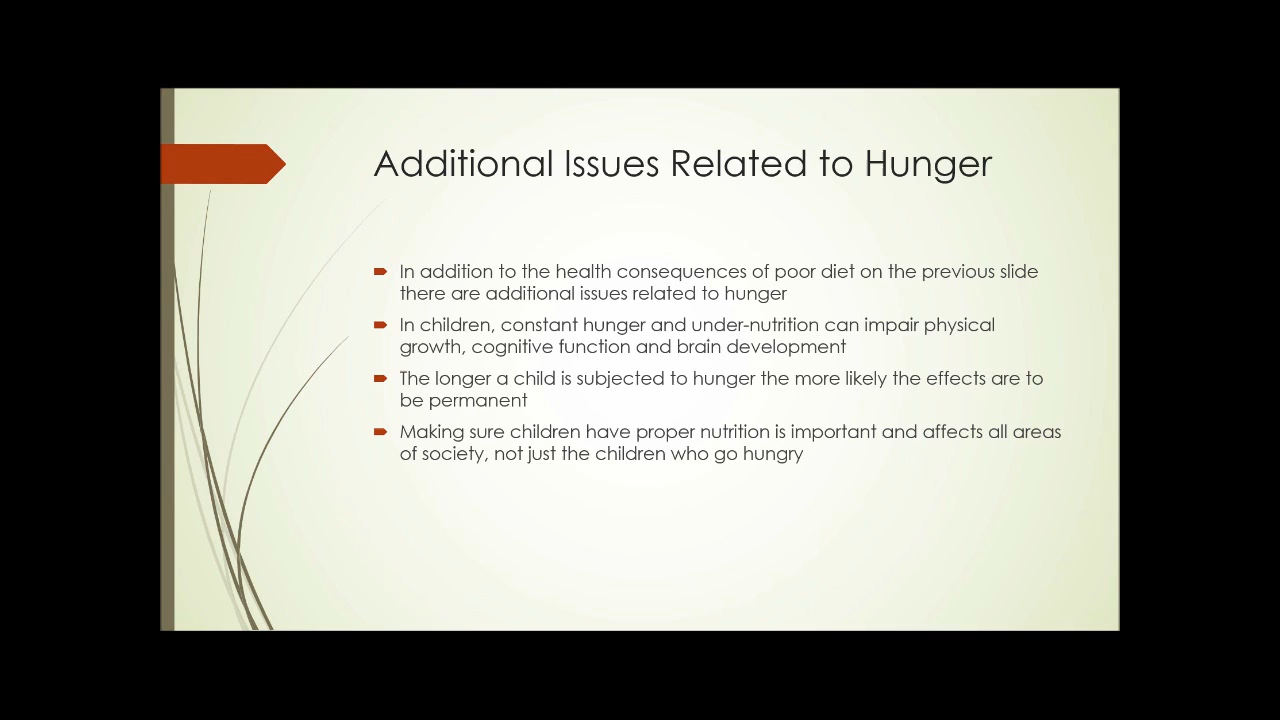 Additional Issues Related to Hunger
In addition to the health consequences of poor diet on the previous slide
there are additional issues related to hunger
In children, constant hunger and under-nutrition can impair physical
growth, cognitive function and brain development
The longer a child is subjected to hunger the more likely the effects are to
be permanent
Making sure children have proper nutrition is important and affects all areas
of society, not just the children who go hungry